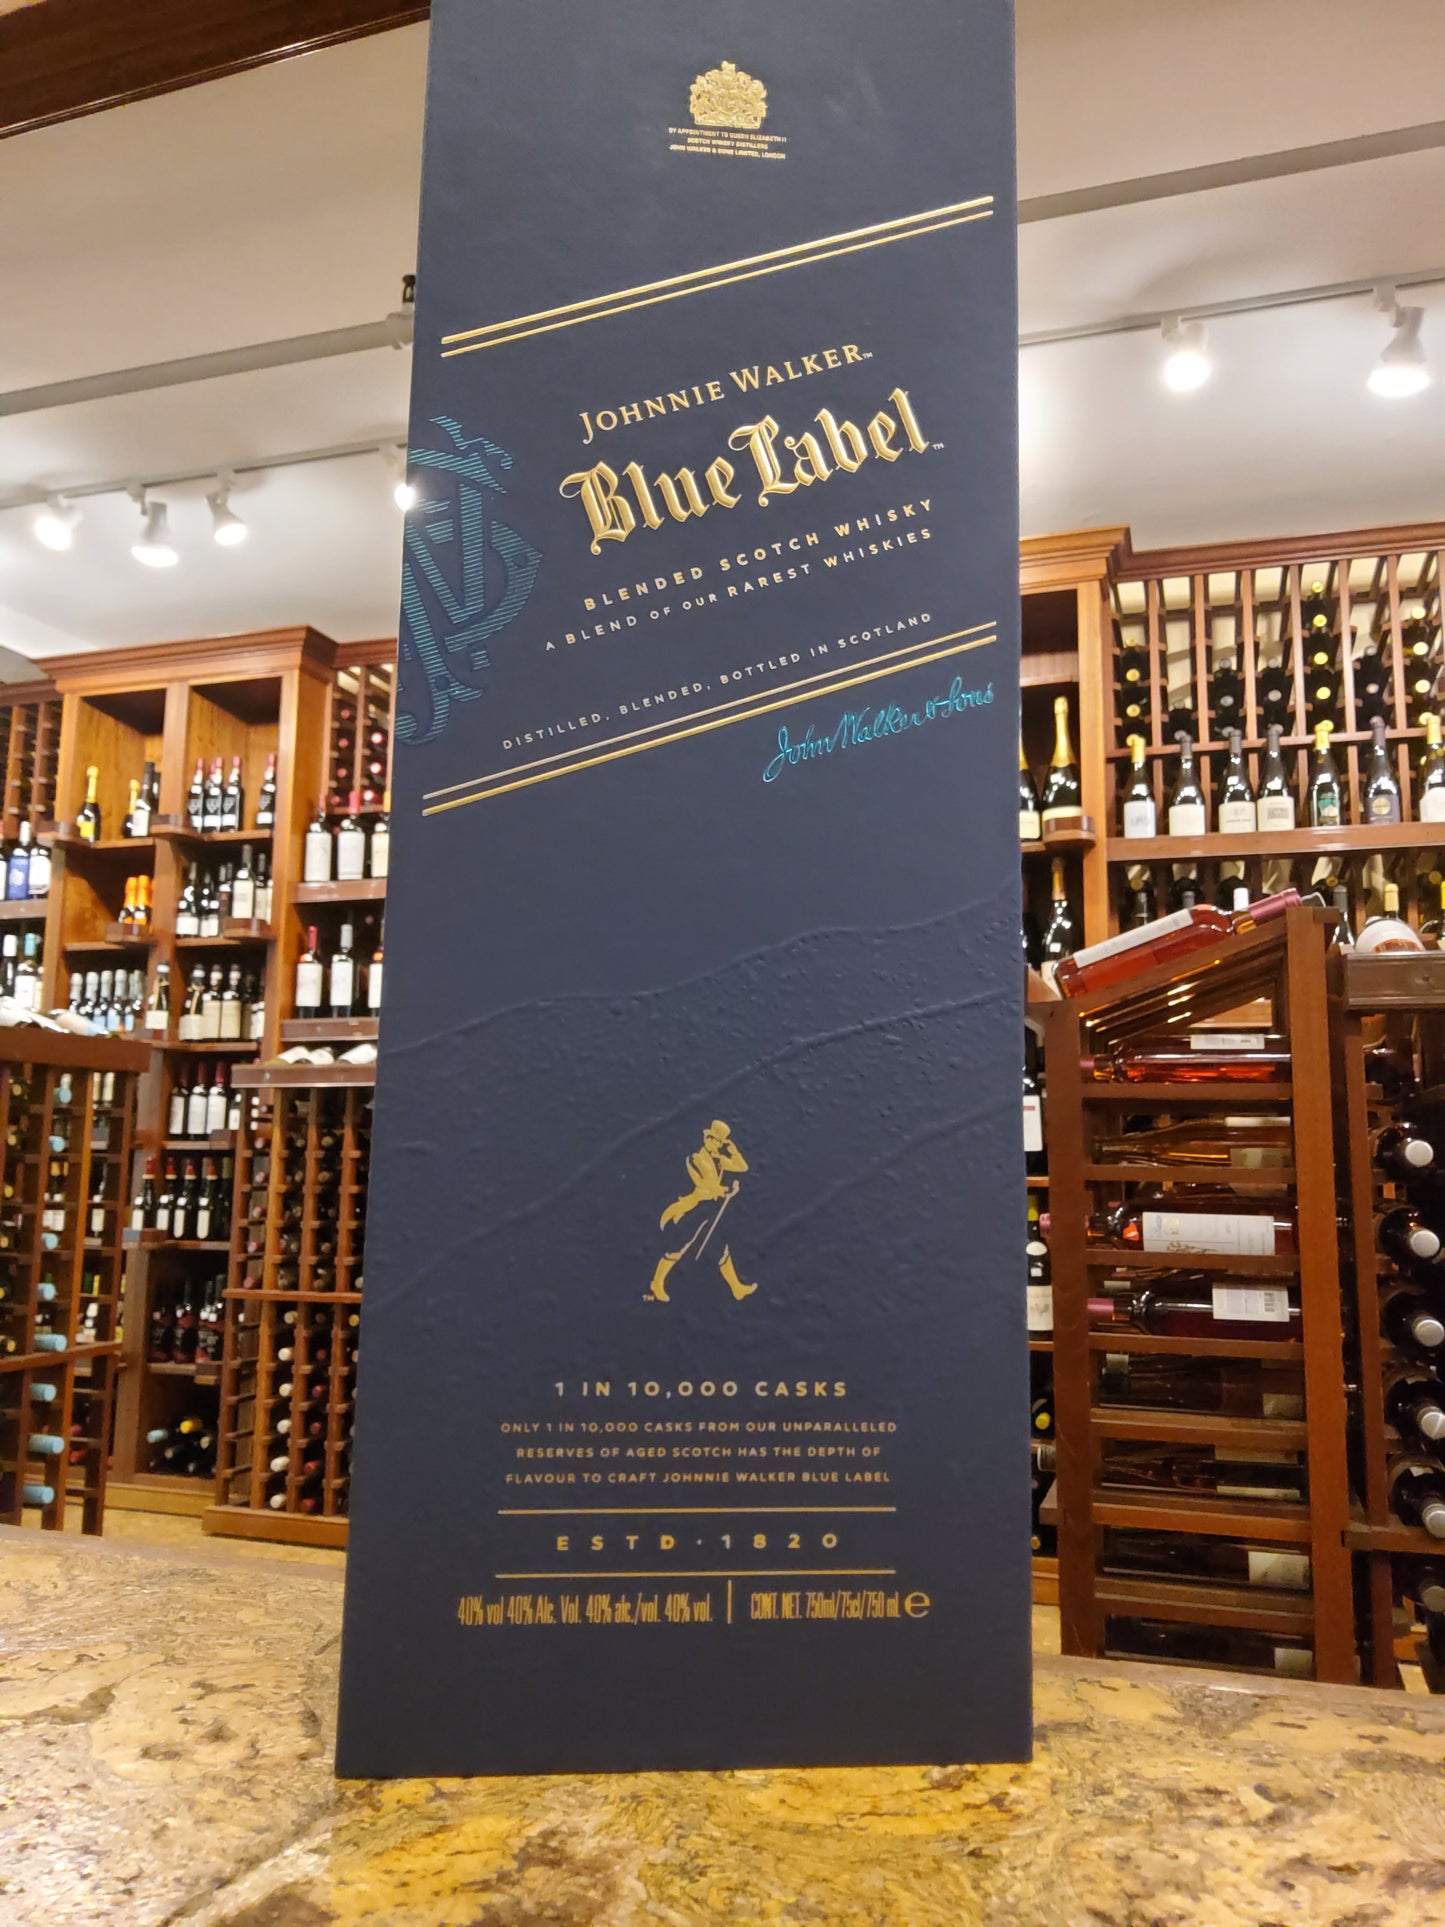 BY APPOINTMENT TO QUEEN ELIZABETH II
SCOTCH WHISKY DISTILLERS
JOHN WALKER & SONS LIMITED, LONDON
JOHNNIE WALKER™
Blue Label™
BLENDED SCOTCH WHISKY
A BLEND OF OUR RAREST WHISKIES
DISTILLED, BLENDED, BOTTLED IN SCOTLAND
John Walker & Sons
TM
1 IN 10,000 CASKS
ONLY 1 IN 10,000 CASKS FROM OUR UNPARALLELED
RESERVES OF AGED SCOTCH HAS THE DEPTH OF
FLAVOUR TO CRAFT JOHNNIE WALKER BLUE LABEL
ESTD · 1820
40% vol 40% Alc. Vol. 40% alc./vol. 40% vol. | CONT. NET. 750ml/75cl/750 ml ℮